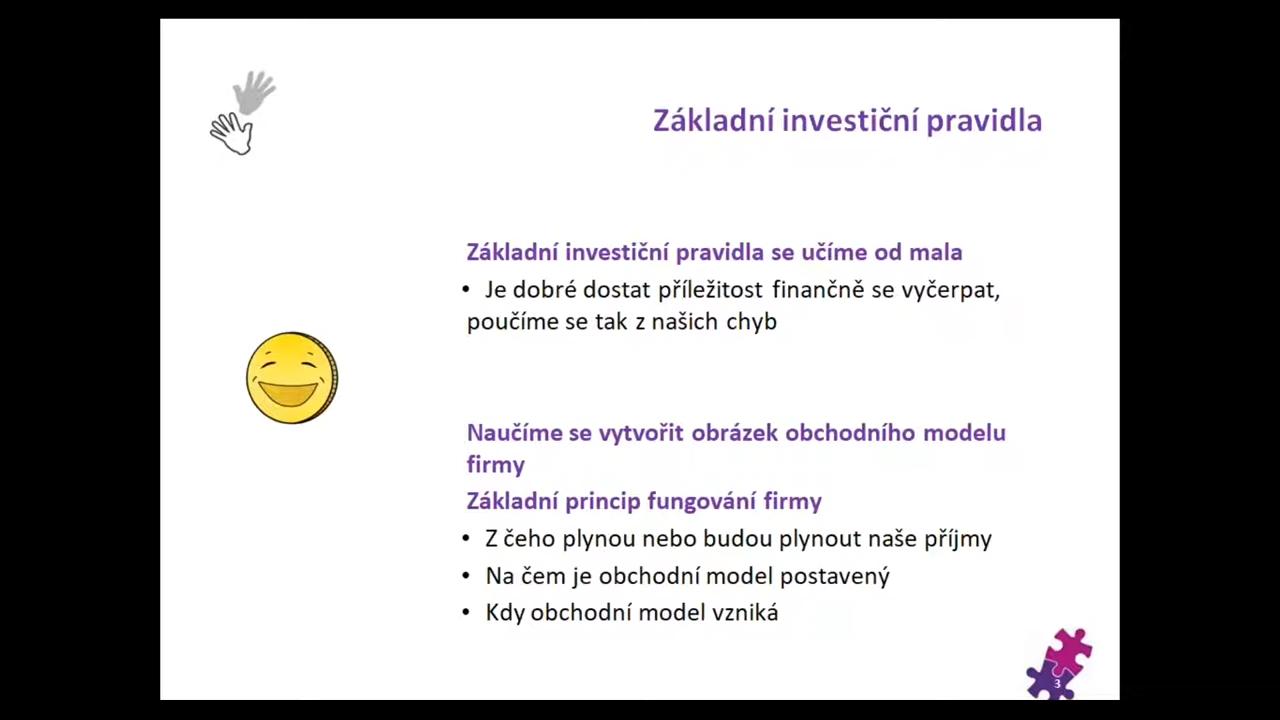 Základní investiční pravidla
Základní investiční pravidla se učíme od mala
• Je dobré dostat příležitost finančně se vyčerpat,
poučíme se tak z našich chyb
Naučíme se vytvořit obrázek obchodního modelu
firmy
Základní princip fungování firmy
• Z čeho plynou nebo budou plynout naše příjmy
• Na čem je obchodní model postavený
• Kdy obchodní model vzniká
3